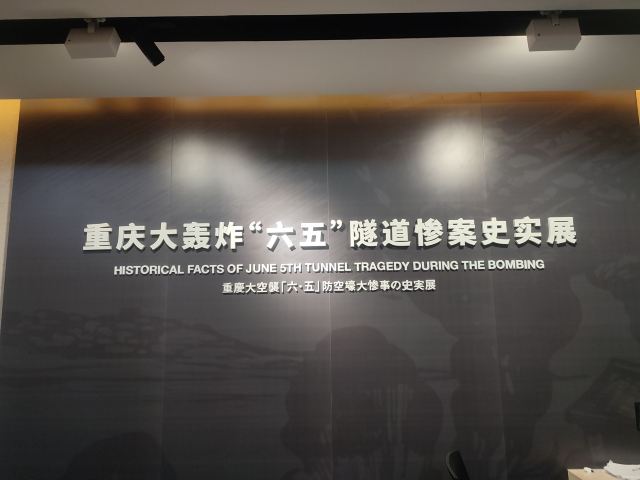 重庆大轰炸“六五”隧道惨案史实展
HISTORICAL FACTS OF JUNE 5TH TUNNEL TRAGEDY DURING THE BOMBING
重慶大空襲「六・五」防空壕大惨事の史実展